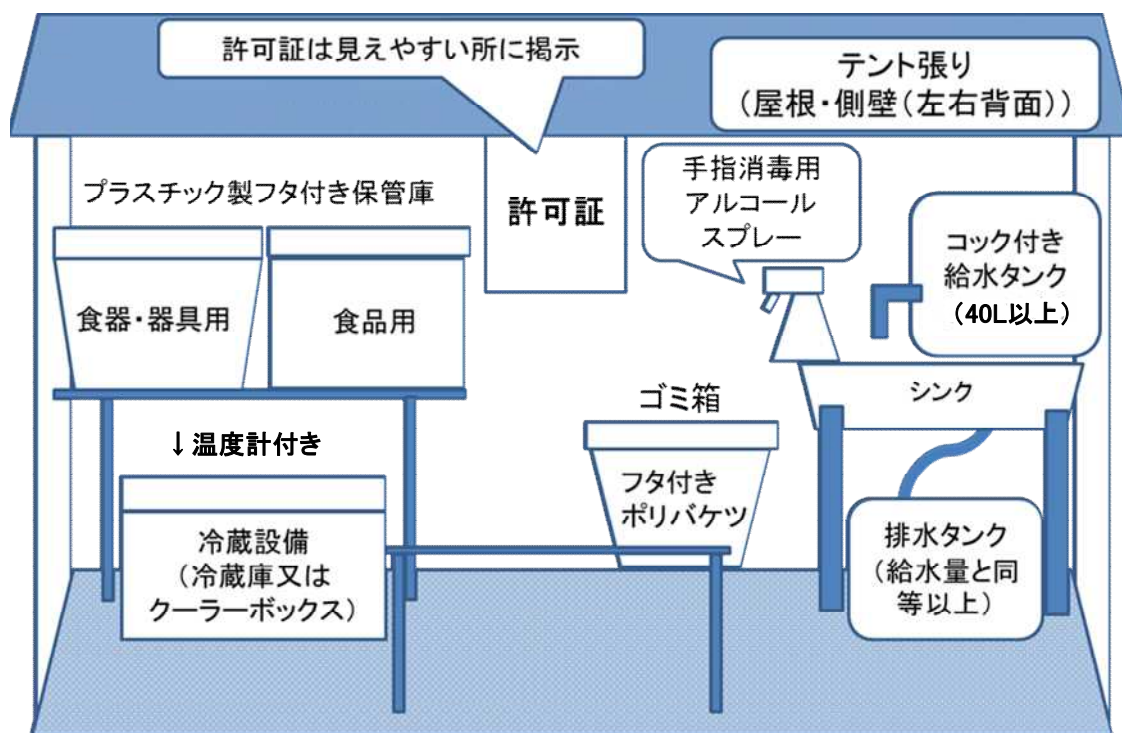 許可証は見えやすい所に掲示
テント張り
（屋根・側壁（左右背面））
プラスチック製フタ付き保管庫
許可証
手指消毒用
アルコール
スプレー
コック付き
給水タンク
（40L以上）
食器・器具用
食品用
シンク
ゴミ箱
↓温度計付き
フタ付き
ポリバケツ
冷蔵設備
（冷蔵庫又は
クーラーボックス）
排水タンク
（給水量と同
等以上）